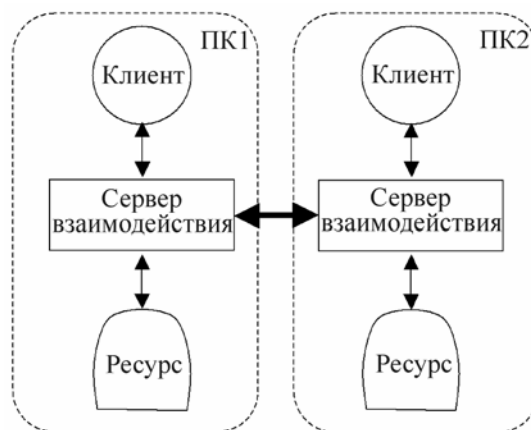 ПК1
Клиент
Сервер
взаимодействия
Ресурс
ПК2
Клиент
Сервер
взаимодействия
Ресурс